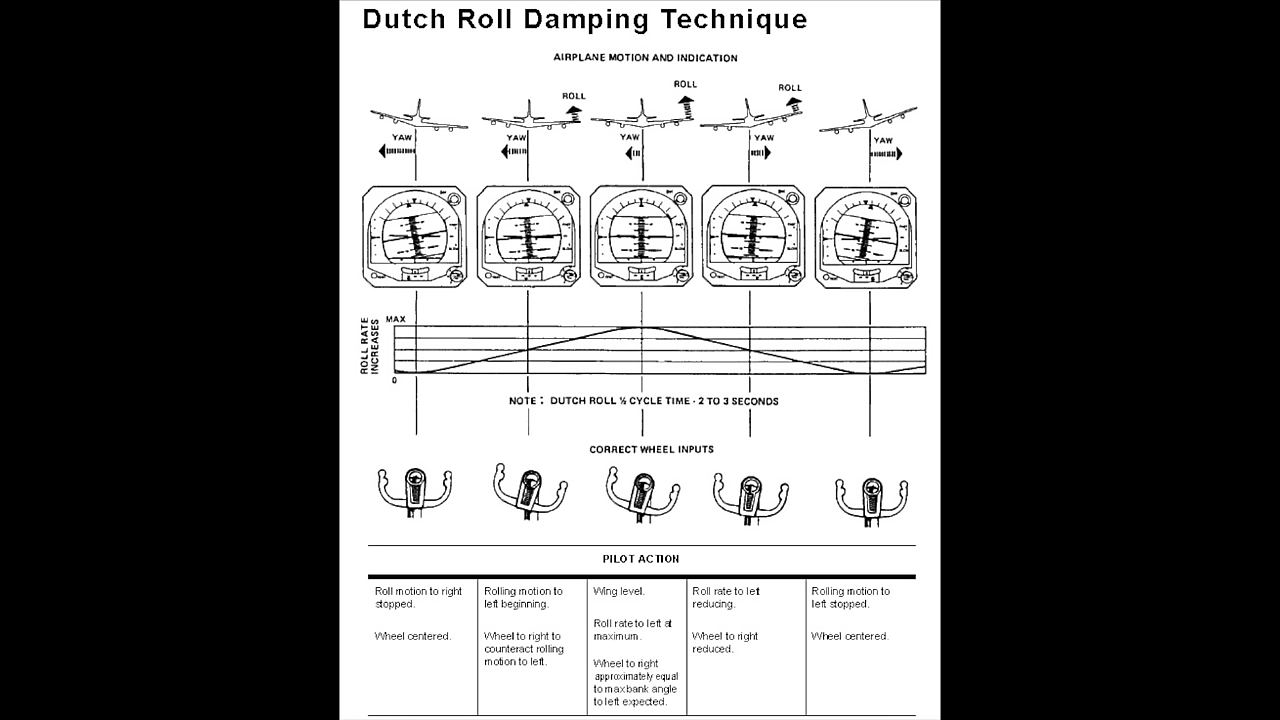 Dutch Roll Damping Technique
AIRPLANE MOTION AND INDICATION
ROLL
ROLL
ROLL
YAW
YAW
YAW
YAW
YAW
ROLL RATE
INCREASES
MAX
0
NOTE : DUTCH ROLL ½ CYCLE TIME - 2 TO 3 SECONDS
CORRECT WHEEL INPUTS
PILOT ACTION
Roll motion to right
stopped.
Wheel centered.
Rolling motion to
left beginning.
Wheel to right to
counteract rolling
motion to left.
Wing level.
Roll rate to left at
maximum.
Wheel to right
approximately equal
to max bank angle
to left expected.
Roll rate to left
reducing.
Wheel to right
reduced.
Rolling motion to
left stopped.
Wheel centered.